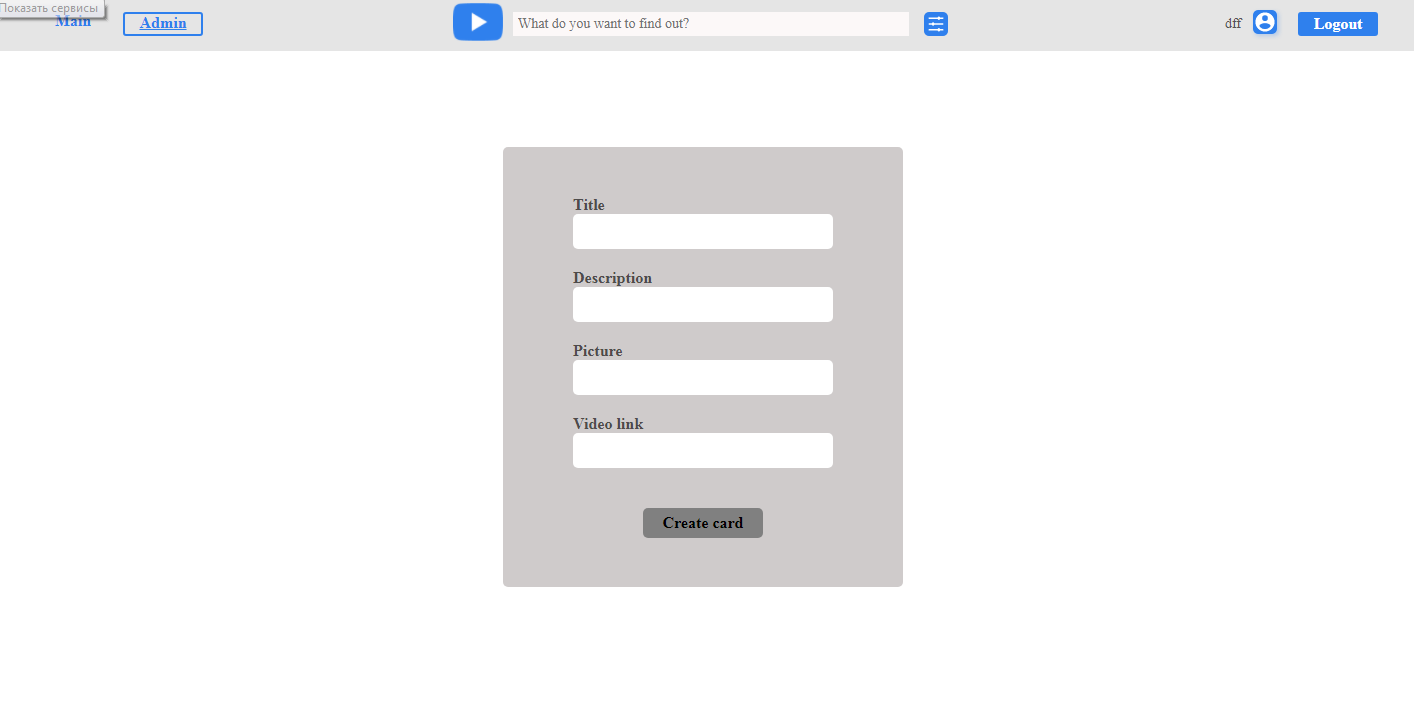 Показать сервисы
Main
Admin
What do you want to find out?
dff
Logout
Title
Description
Picture
Video link
Create card